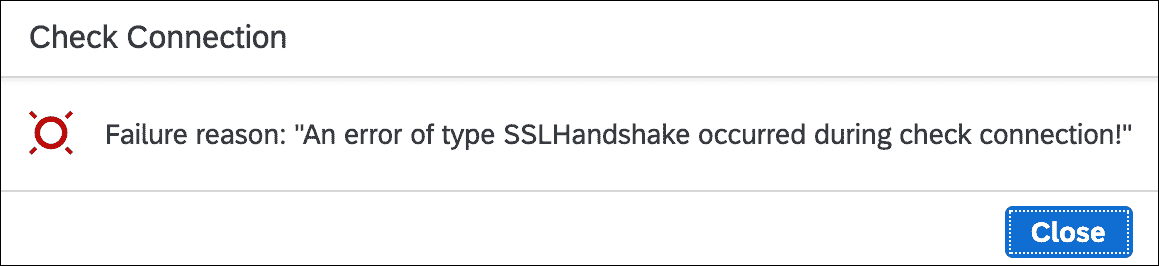 Check Connection
Failure reason: "An error of type SSLHandshake occurred during check connection!"
Close